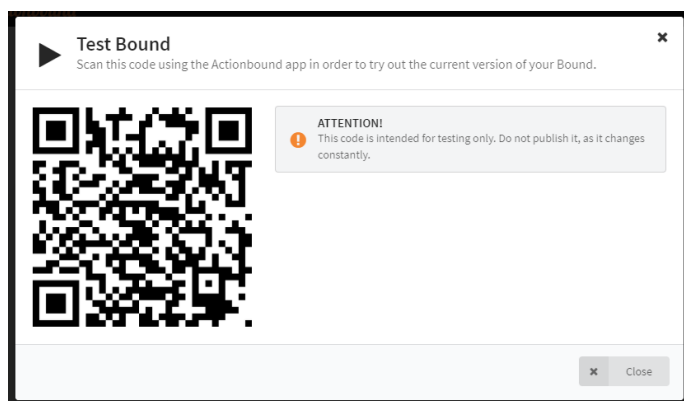 Test Bound
Scan this code using the Actionbound app in order to try out the current version of your Bound.
ATTENTION!
This code is intended for testing only. Do not publish it, as it changes
constantly.
Close